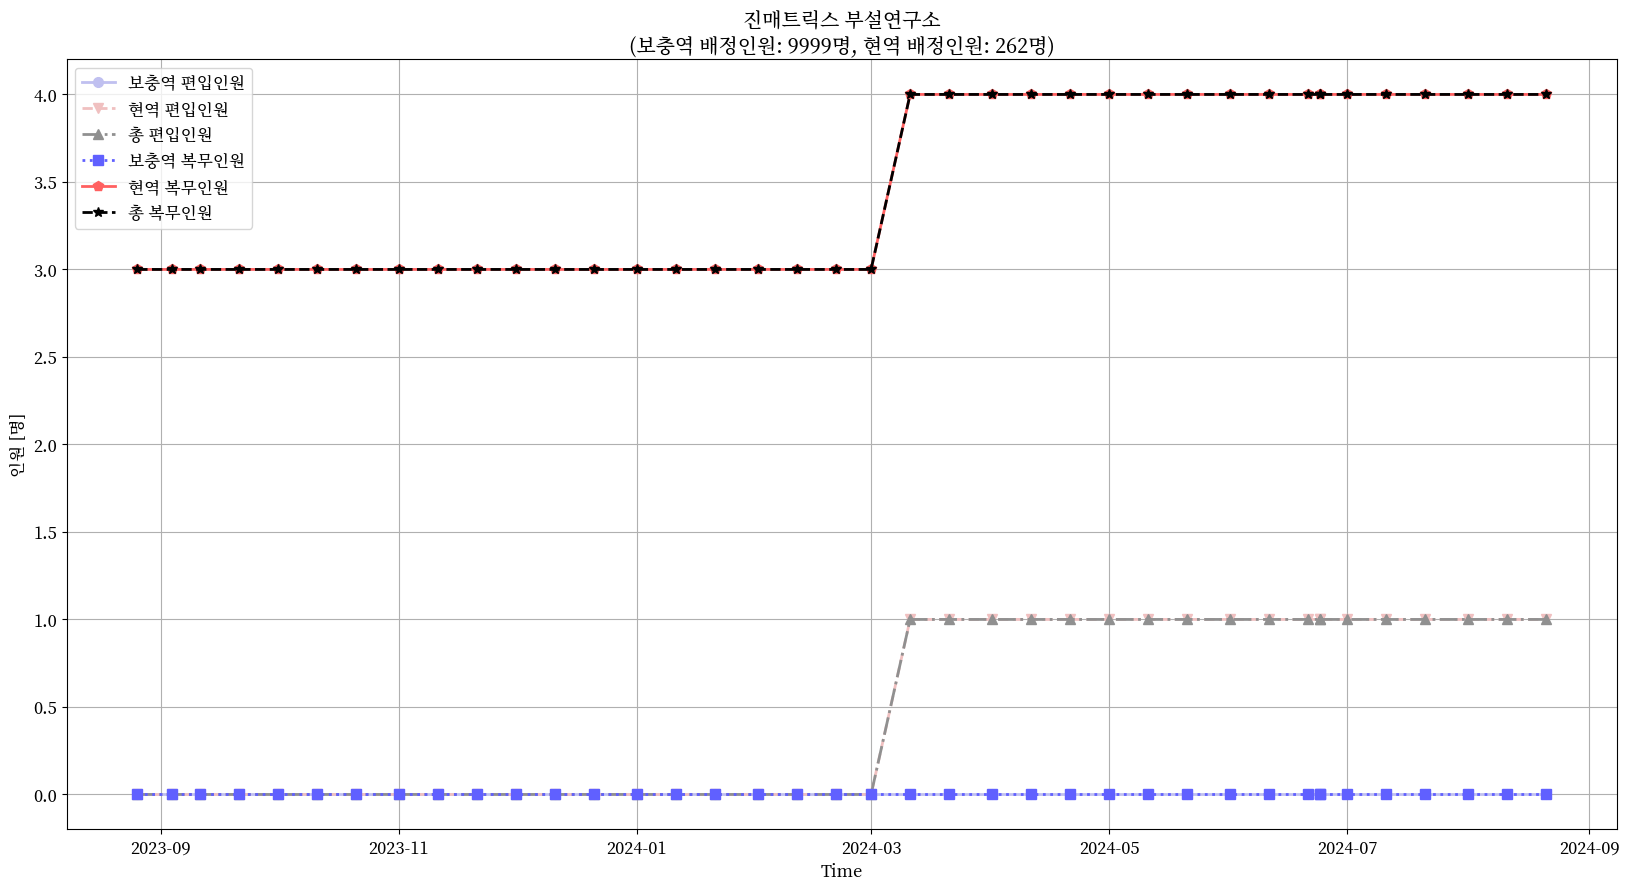 진매트릭스 부설연구소
(보충역 배정인원: 9999명, 현역 배정인원: 262명)
보충역 편입인원
현역 편입인원
총 편입인원
보충역 복무인원
현역 복무인원
총 복무인원
4.0
3.5
3.0
2.5
2.0
1.5
1.0
0.5
0.0
인원 [명]
2023-09
2023-11
2024-01
2024-03
2024-05
2024-07
2024-09
Time